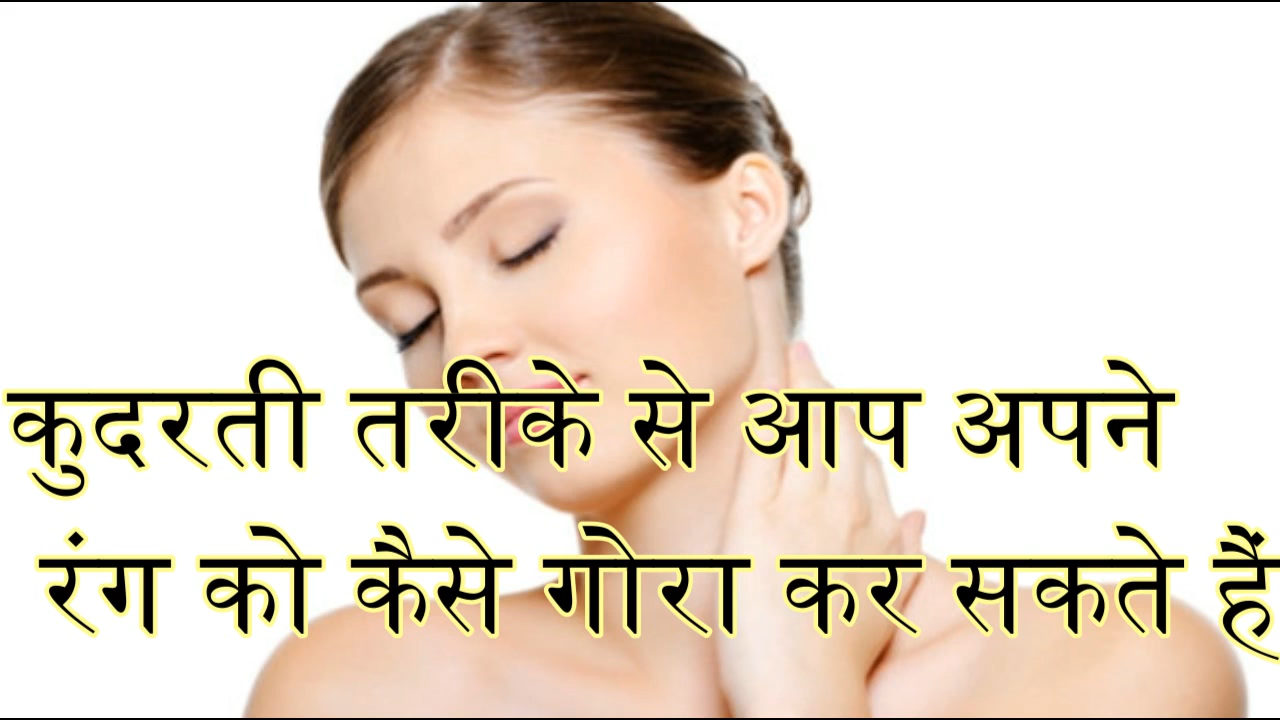 कुदरती तरीके से आप अपने
रंग को कैसे गोरा कर सकते हैं